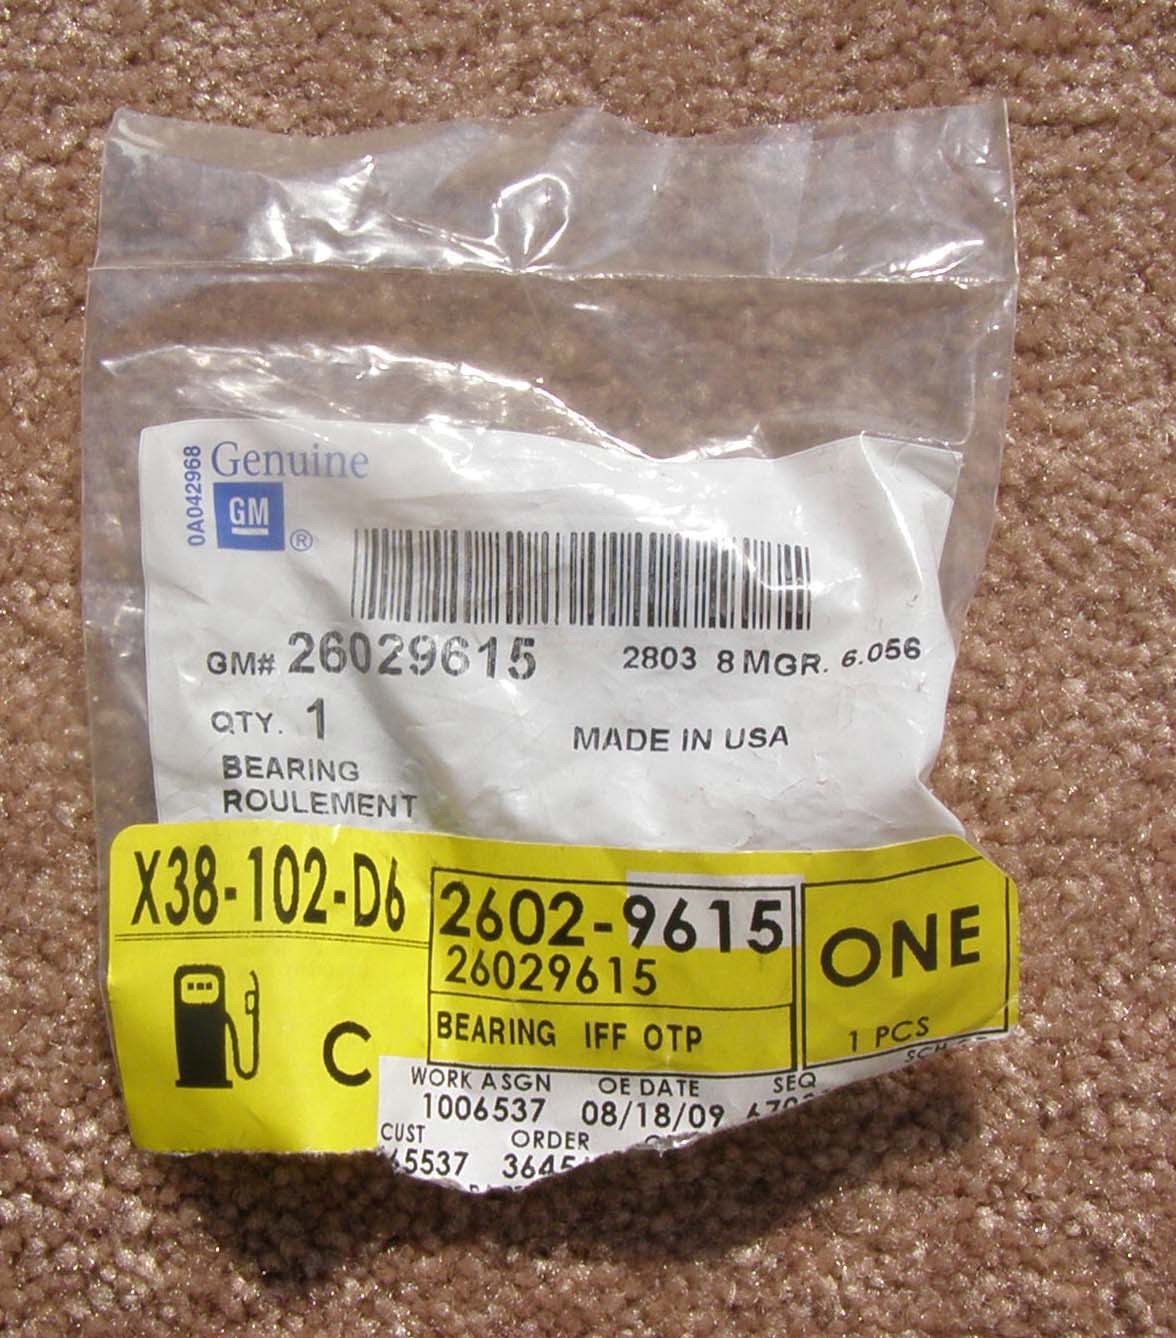 0A042968
Genuine
GM
®
GM# 26029615
2803 8 MGR. 6.056
QTY. 1
MADE IN USA
BEARING
ROULEMENT
X38-102-D6
2602-9615
26029615
ONE
BEARING IFF OTP
1 PCS
C
WORK ASGN OE DATE SEQ
1006537 08/18/09
CUST ORDER
65537